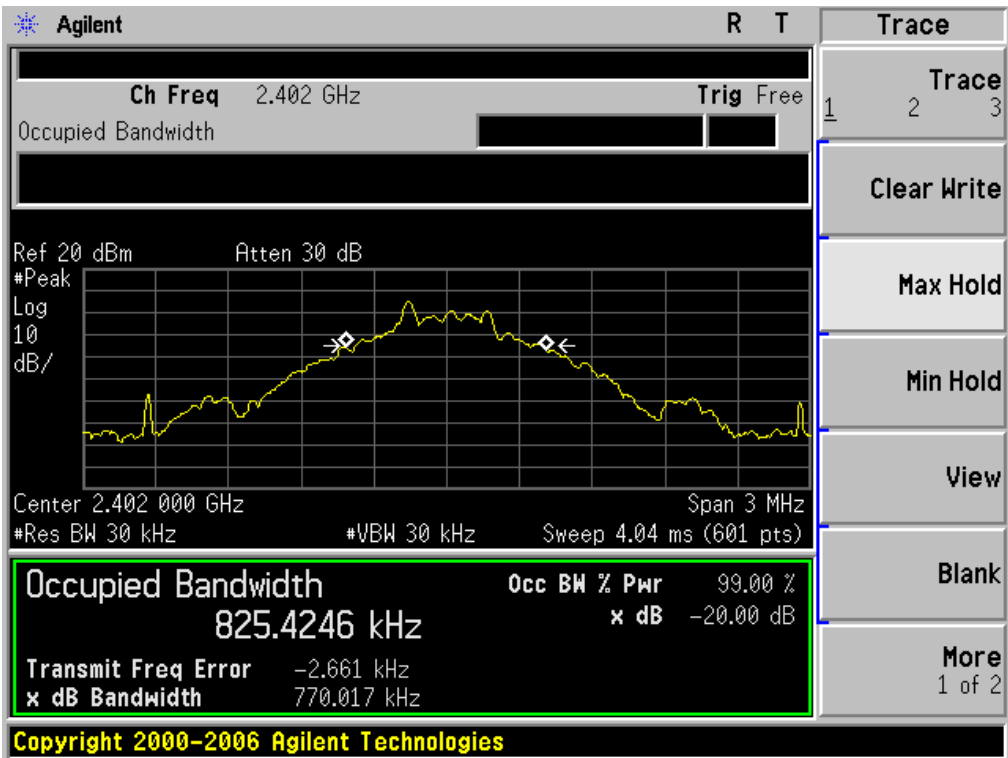 Agilent R T Trace
Ch Freq 2.402 GHz Trig Free
Occupied Bandwidth
Trace
1 2 3
Clear Write
Max Hold
Min Hold
View
Blank
More
1 of 2
Ref 20 dBm Atten 30 dB
#Peak
Log
10
dB/
Center 2.402 000 GHz Span 3 MHz
#Res BW 30 kHz #VBW 30 kHz Sweep 4.04 ms (601 pts)
Occupied Bandwidth Occ BW % Pwr 99.00 %
825.4246 kHz x dB -20.00 dB
Transmit Freq Error -2.661 kHz
x dB Bandwidth 770.017 kHz
Copyright 2000-2006 Agilent Technologies